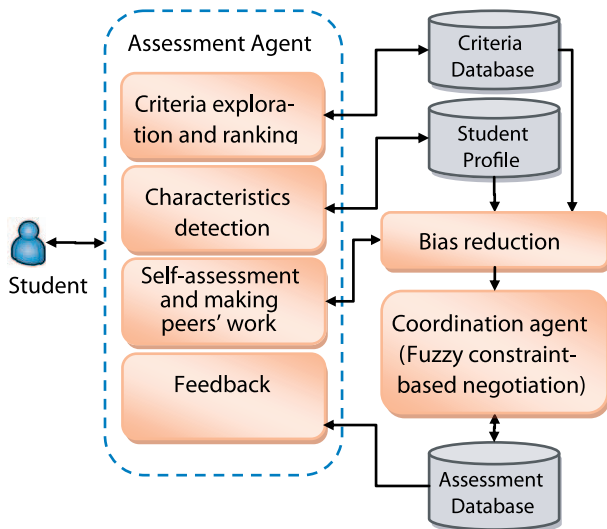 Assessment Agent
Criteria explora-
tion and ranking
Characteristics
detection
Self-assessment
and making
peers' work
Feedback
Student
Criteria
Database
Student
Profile
Bias reduction
Coordination agent
(Fuzzy constraint-
based negotiation)
Assessment
Database